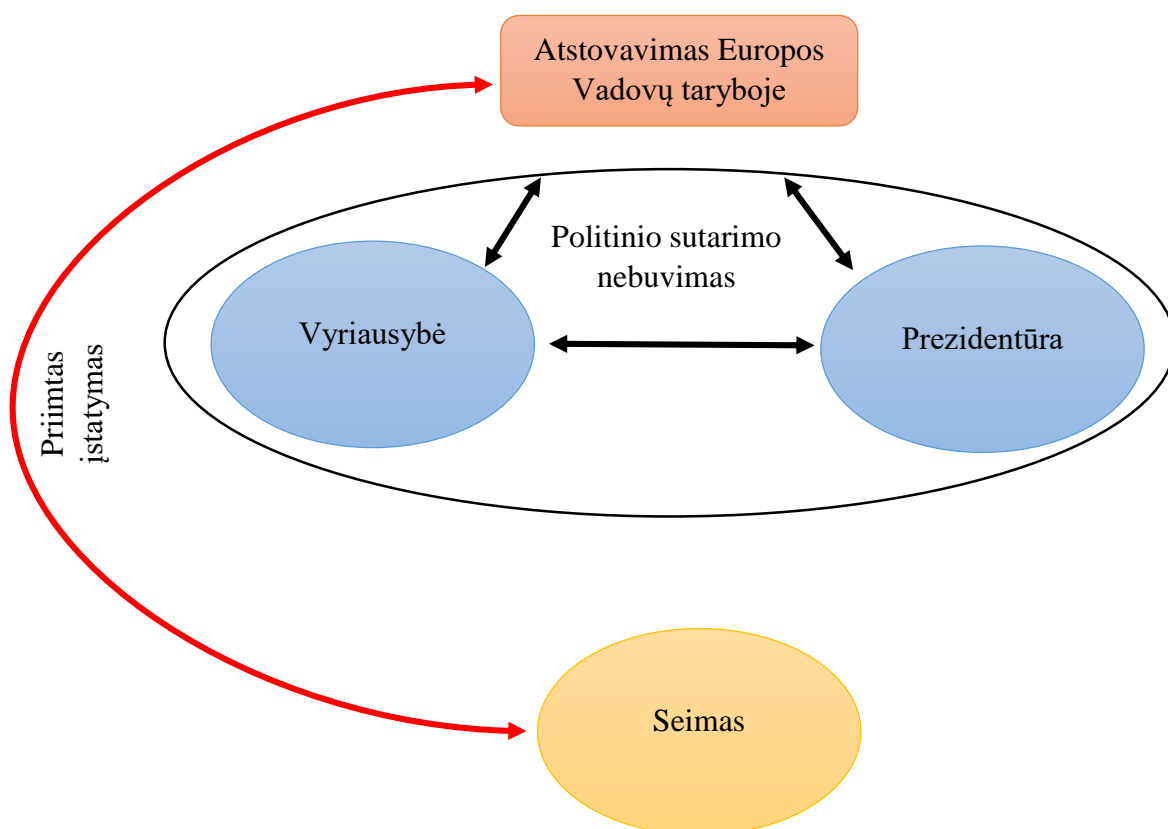 Atstovavimas Europos
Vadovų taryboje
Politinio sutarimo
nebuvimas
Vyriausybė
Prezidentūra
Priimtas
įstatymas
Seimas